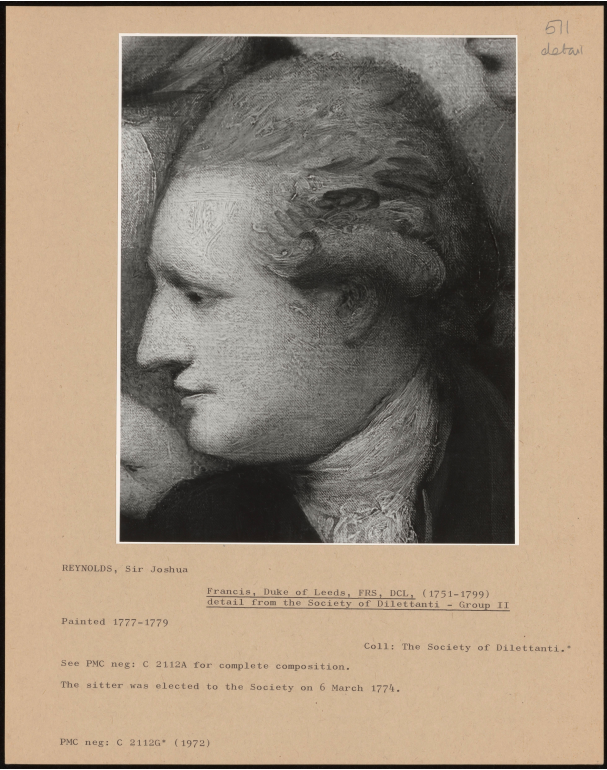 571
detail
REYNOLDS, Sir Joshua
Francis, Duke of Leeds, FRS, DCL, (1751-1799)
detail from the Society of Dilettanti - Group II
Painted 1777-1779
Coll: The Society of Dilettanti.*
See PMC neg: C 2112A for complete composition.
The sitter was elected to the Society on 6 March 1774.
PMC neg: C 2112G* (1972)